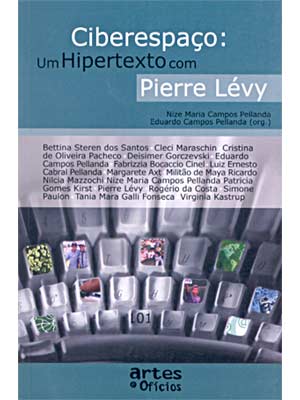 Ciberespaço:
Um Hipertexto com
Pierre Lévy
Nize Maria Campos Pellanda
Eduardo Campos Pellanda (org.)
Bettina Steren dos Santos Cleci Maraschin Cristina
de Oliveira Pacheco Deisimer Gorczevski Eduardo
Campos Pellanda Fabrizzia Bocaccio Cinel Luiz Ernesto
Cabral Pellanda Margarete Axt Militão de Maya Ricardo
Nilcia Mazzochi Nize Maria Campos Pellanda Patrícia
Gomes Kirst Pierre Lévy Rogério da Costa Simone
Paulon Tania Mara Galli Fonseca Virginia Kastrup
101
artes
e Ofícios